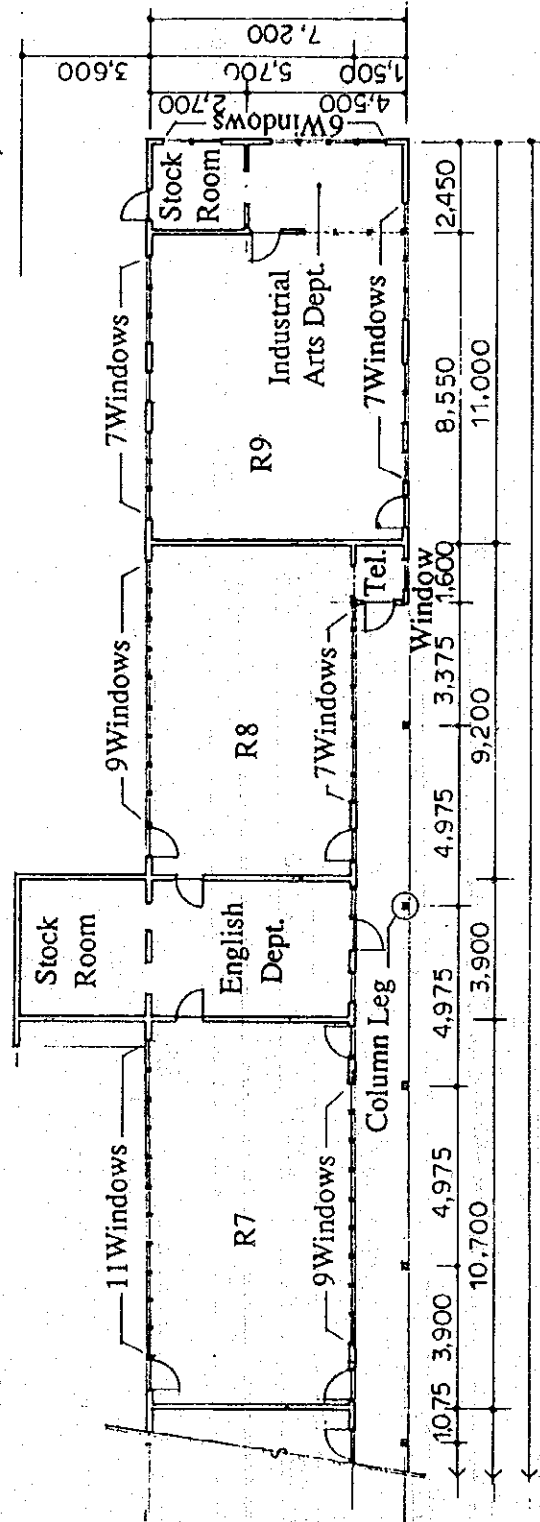 7,200
3,600
5,700
1,500
2,700
4,500
6Windows
Stock
Room
7Windows
Industrial
Arts Dept.
R9
7Windows
2,450
8,550
11,000
9Windows
R8
7Windows
Tel.
Window
1,600
3,375
9,200
4,975
Stock
Room
English
Dept.
Column Leg
4,975
3,900
11Windows
R7
9Windows
4,975
10,700
3,900
1,075